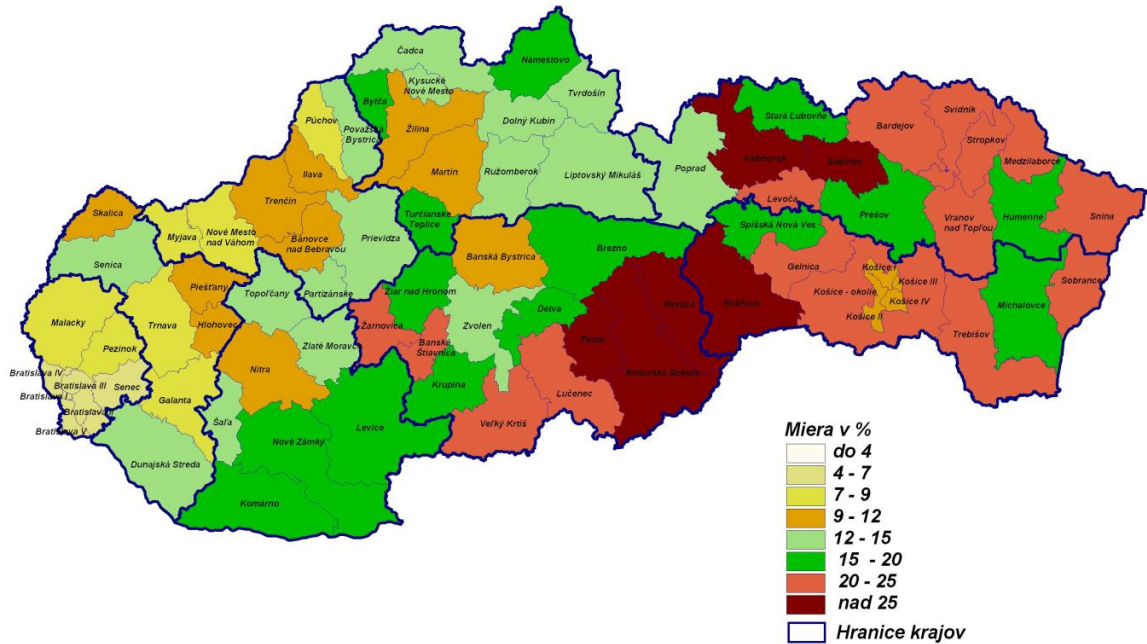 Čadca
Námestovo
Kysucké
Nové Mesto
Tvrdošín
Bytča
Púchov
Považská
Bystrica
Žilina
Dolný Kubín
Stará Ľubovňa
Svidník
Bardejov
Stropkov
Kežmarok
Sabinov
Medzilaborce
Ilava
Martin
Ružomberok
Liptovský Mikuláš
Poprad
Levoča
Prešov
Humenné
Snina
Trenčín
Skalica
Turčianske
Teplice
Vranov
nad Topľou
Myjava
Nové Mesto
nad Váhom
Bánovce
nad Bebravou
Prievidza
Spišská Nová Ves
Brezno
Banská Bystrica
Senica
Gelnica
Košice I
Košice III
Sobrance
Piešťany
Topoľčany
Partizánske
Žiar nad Hronom
Košice - okolie
Košice IV
Michalovce
Revúca
Rožňava
Malacky
Trnava
Hlohovec
Detva
Košice II
Žarnovica
Zvolen
Trebišov
Pezinok
Zlaté Moravce
Banská
Štiavnica
Poltár
Bratislava IV
Bratislava III
Senec
Nitra
Rimavská Sobota
Bratislava I
Krupina
Lučenec
Galanta
Bratislava II
Šaľa
Bratislava V
Veľký Krtíš
Nové Zámky
Levice
Dunajská Streda
Komárno
Miera v %
do 4
4 - 7
7 - 9
9 - 12
12 - 15
15 - 20
20 - 25
nad 25
Hranice krajov